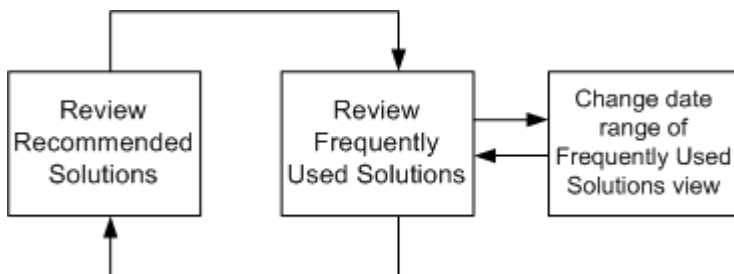 Review
Recommended
Solutions
Review
Frequently
Used Solutions
Change date
range of
Frequently Used
Solutions view